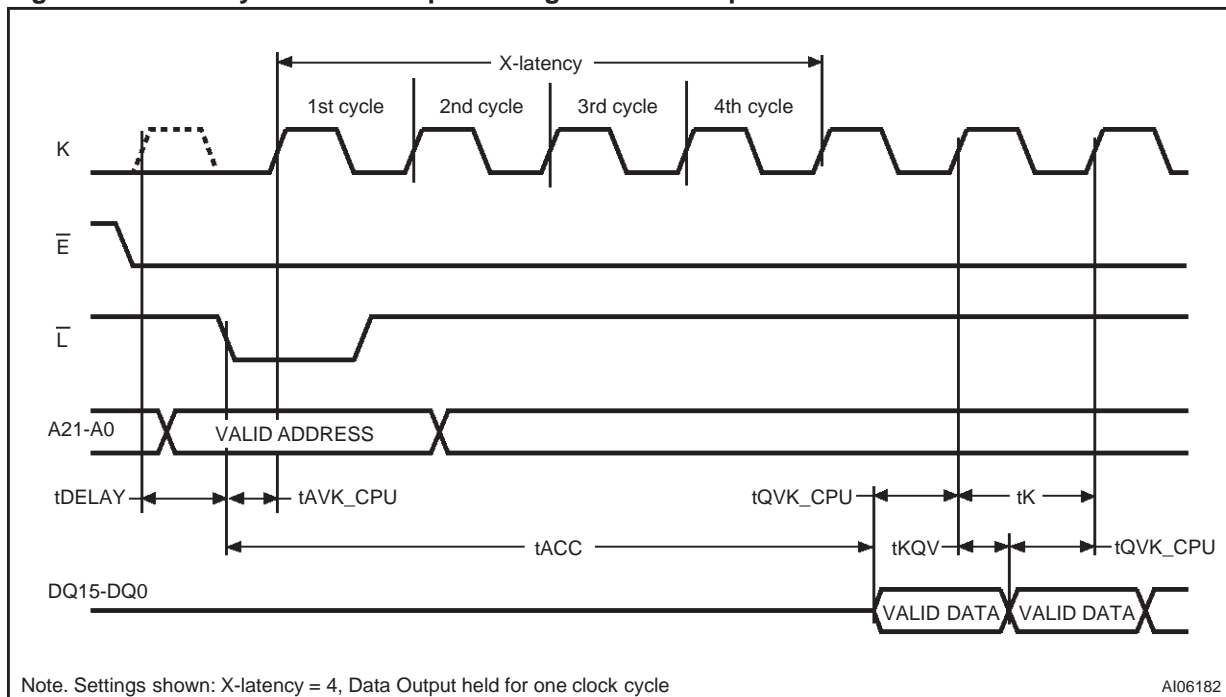 X-latency
1st cycle 2nd cycle 3rd cycle 4th cycle
K
E
L
A21-A0 VALID ADDRESS
tDELAY tAVK_CPU tQVK_CPU tK
tACC tKQV tQVK_CPU
DQ15-DQ0
VALID DATA VALID DATA
Note. Settings shown: X-latency = 4, Data Output held for one clock cycle AI06182